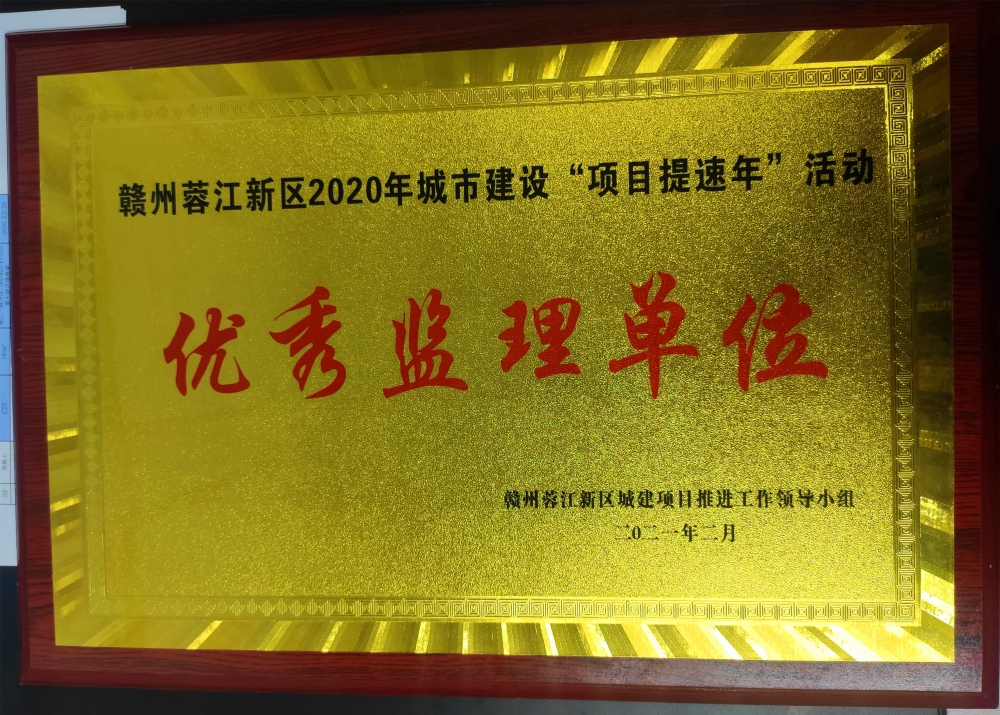 赣州蓉江新区2020年城市建设“项目提速年”活动
优秀监理单位
赣州蓉江新区城建项目推进工作领导小组
二0二一年二月